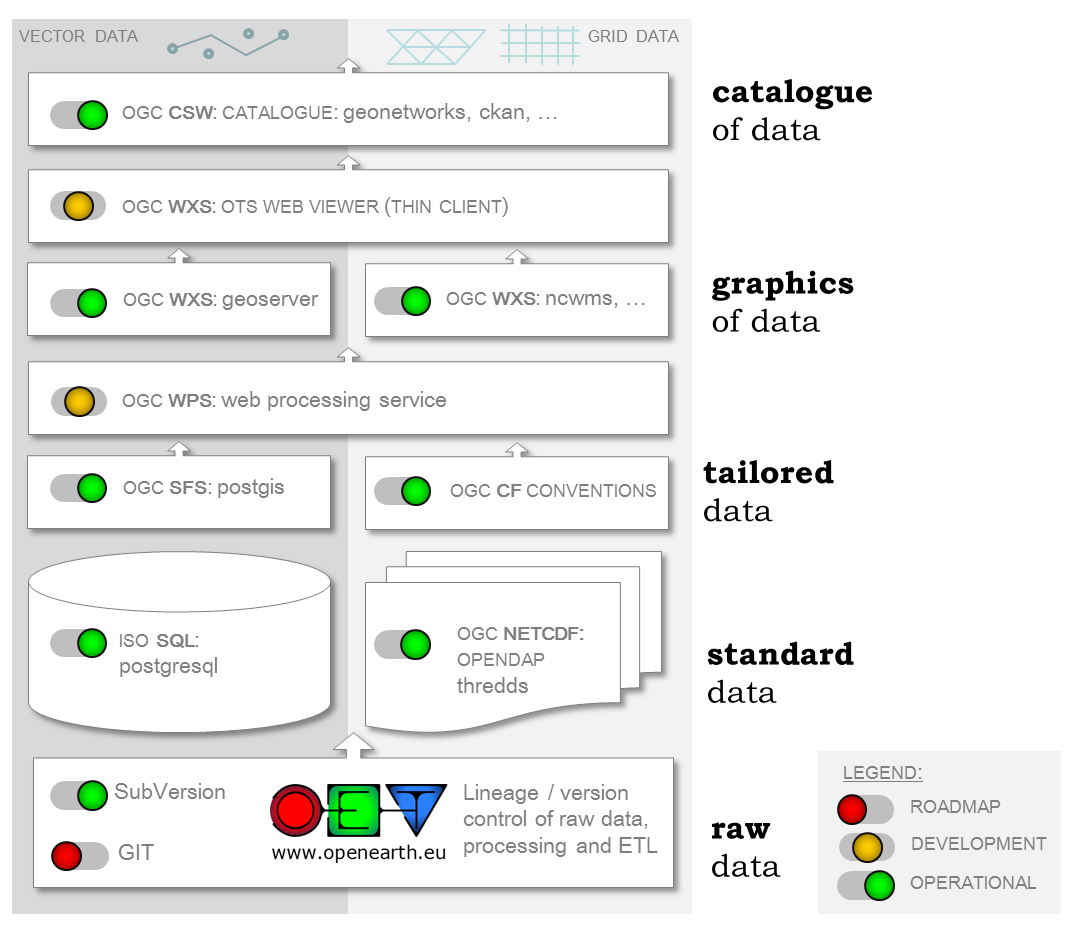 VECTOR DATA
GRID DATA
OGC CSW: CATALOGUE: geonetworks, ckan, …
catalogue
of data
OGC WXS: OTS WEB VIEWER (THIN CLIENT)
OGC WXS: geoserver
OGC WXS: ncwms, …
graphics
of data
OGC WPS: web processing service
OGC SFS: postgis
OGC CF CONVENTIONS
tailored
data
ISO SQL:
postgresql
OGC NETCDF:
OPENDAP
thredds
standard
data
SubVersion
GIT
OET
www.openearth.eu
Lineage / version
control of raw data,
processing and ETL
raw
data
LEGEND:
ROADMAP
DEVELOPMENT
OPERATIONAL